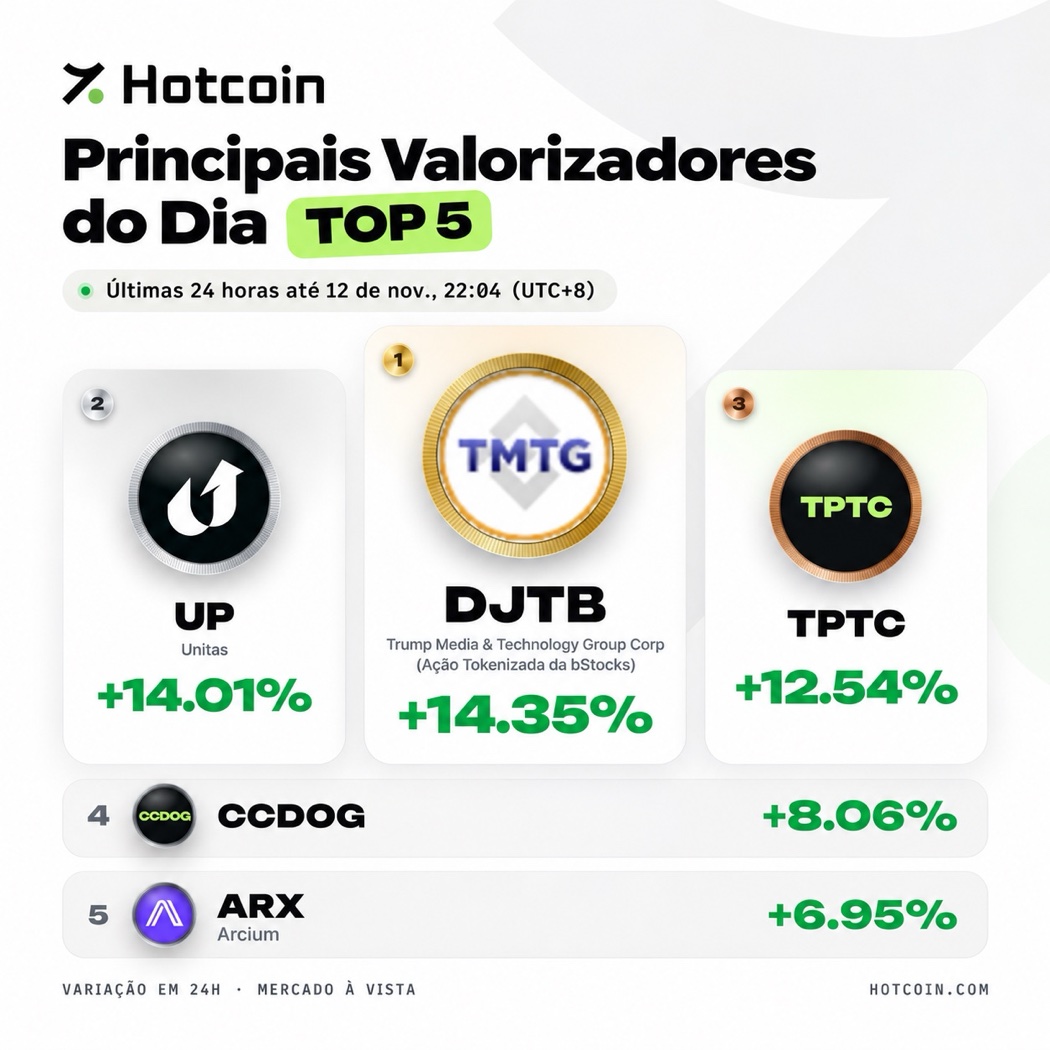 Hotcoin
Principais Valorizadores
do Dia TOP 5
Últimas 24 horas até 12 de nov., 22:04 (UTC+8)
2
UP
Unitas
+14.01%
1
TMTG
DJTB
Trump Media & Technology Group Corp
(Ação Tokenizada da bStocks)
+14.35%
3
TPTC
TPTC
+12.54%
4 CCDOG CCDOG +8.06%
5 ARX +6.95%
Arcium
VARIAÇÃO EM 24H · MERCADO À VISTA
HOTCOIN.COM